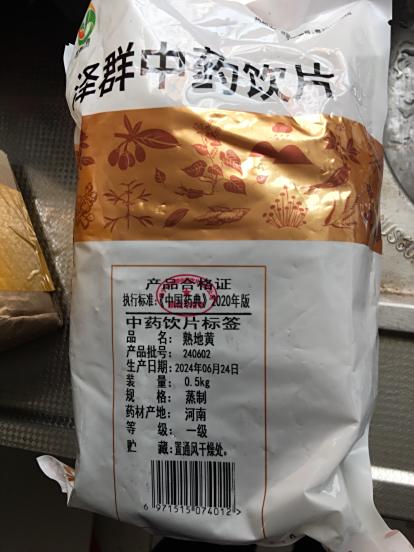 泽群中药饮片
产品合格证
执行标准:《中国药典》2020年版
中药饮片标签
品 名: 熟地黄
产品批号: 240602
生产日期: 2024年06月24日
装 量: 0.5kg
规 格: 蒸制
药材产地: 河南
等 级: 一级
贮 藏: 置通风干燥处。
6 971515 074012 >